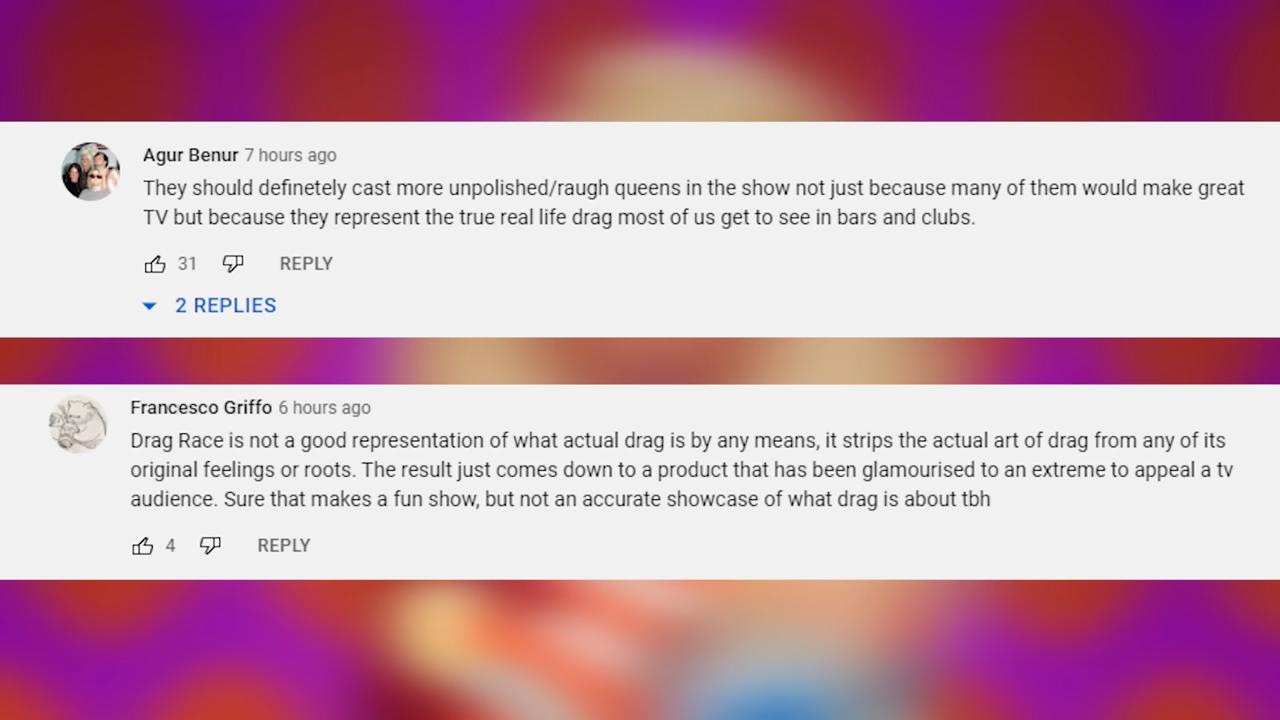 Agur Benur 7 hours ago
They should definetely cast more unpolished/raugh queens in the show not just because many of them would make great
TV but because they represent the true real life drag most of us get to see in bars and clubs.
31 REPLY
2 REPLIES
Francesco Griffo 6 hours ago
Drag Race is not a good representation of what actual drag is by any means, it strips the actual art of drag from any of its
original feelings or roots. The result just comes down to a product that has been glamourised to an extreme to appeal a tv
audience. Sure that makes a fun show, but not an accurate showcase of what drag is about tbh
4 REPLY